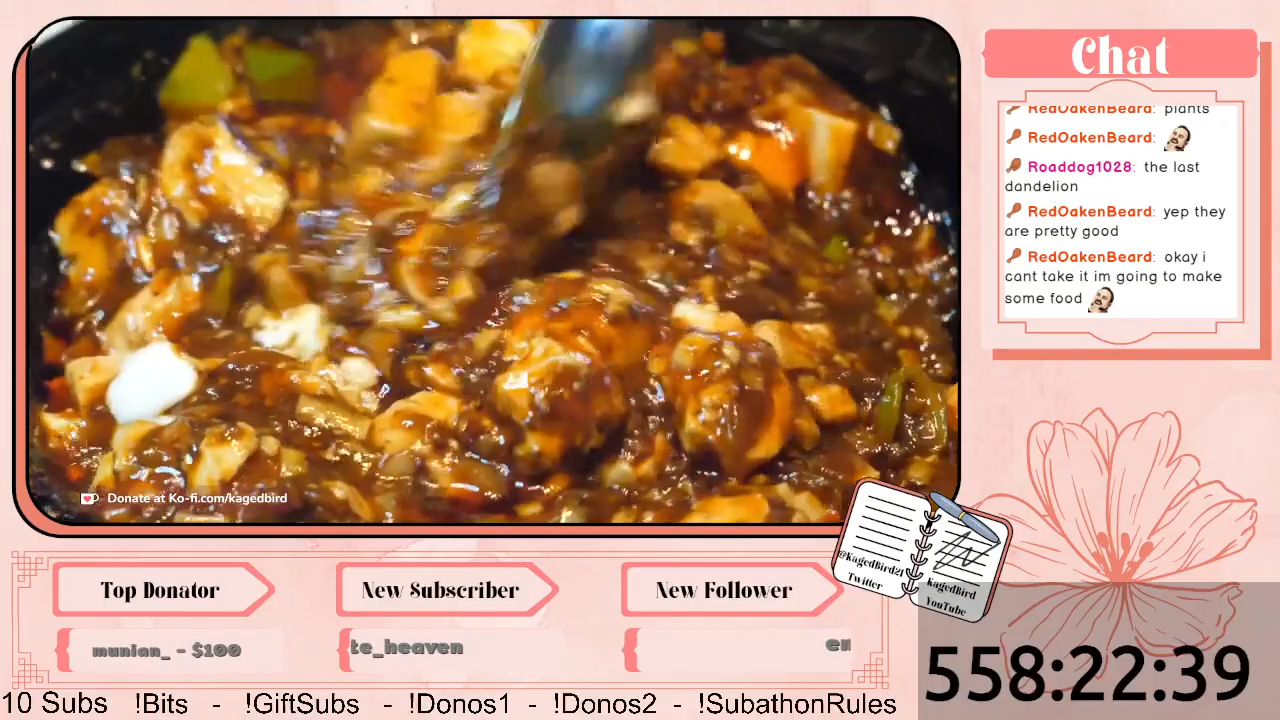 Chat
RedOakenBeard: plants
RedOakenBeard:
Roaddog1028: the last
dandelion
RedOakenBeard: yep they
are pretty good
RedOakenBeard: okay i
cant take it im going to make
some food
Donate at Ko-fi.com/kagedbird
@KagedBird21
Twitter
KagedBird
YouTube
Top Donator
New Subscriber
New Follower
munian_ - $100
te_heaven
en
558:22:39
10 Subs !Bits - !GiftSubs - !Donos1 - !Donos2 - !SubathonRules